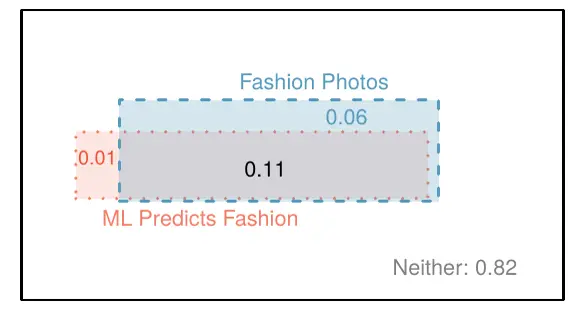 Fashion Photos
0.06
0.01
0.11
ML Predicts Fashion
Neither: 0.82